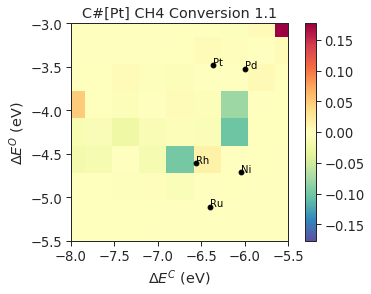 C#[Pt] CH4 Conversion 1.1
−3.0
−3.5
−4.0
−4.5
−5.0
−5.5
ΔE^O (eV)
Pt
Pd
Rh
Ni
Ru
−8.0 −7.5 −7.0 −6.5 −6.0 −5.5
ΔE^C (eV)
0.15
0.10
0.05
0.00
−0.05
−0.10
−0.15